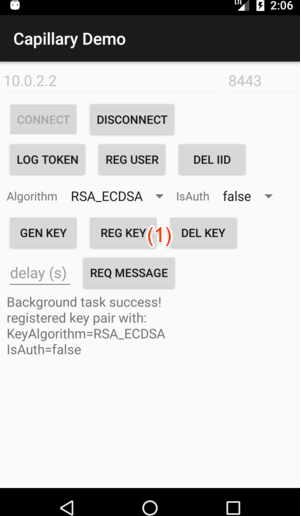 LTE 2:06
Capillary Demo
10.0.2.2 8443
CONNECT DISCONNECT
LOG TOKEN REG USER DEL IID
Algorithm RSA_ECDSA IsAuth false
GEN KEY REG KEY (1) DEL KEY
delay (s) REQ MESSAGE
Background task success!
registered key pair with:
KeyAlgorithm=RSA_ECDSA
IsAuth=false